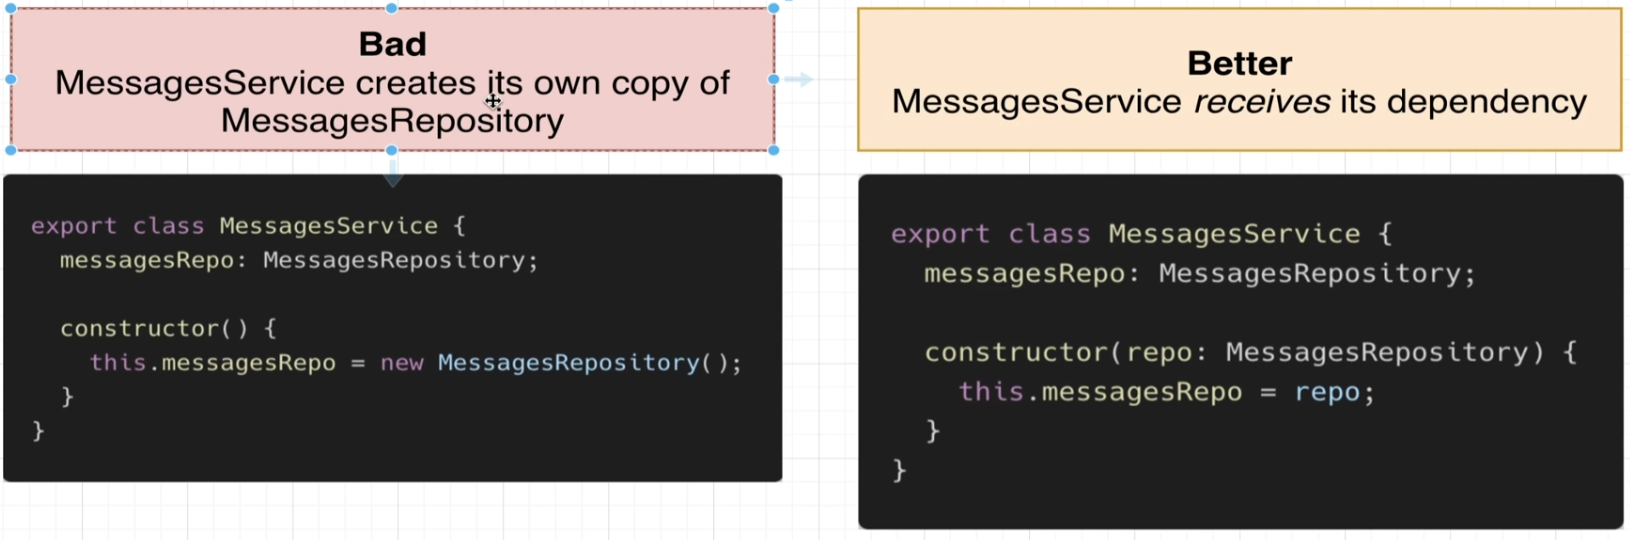 Bad
MessagesService creates its own copy of
MessagesRepository
export class MessagesService {
  messagesRepo: MessagesRepository;

  constructor() {
    this.messagesRepo = new MessagesRepository();
  }
}
Better
MessagesService receives its dependency
export class MessagesService {
  messagesRepo: MessagesRepository;

  constructor(repo: MessagesRepository) {
    this.messagesRepo = repo;
  }
}